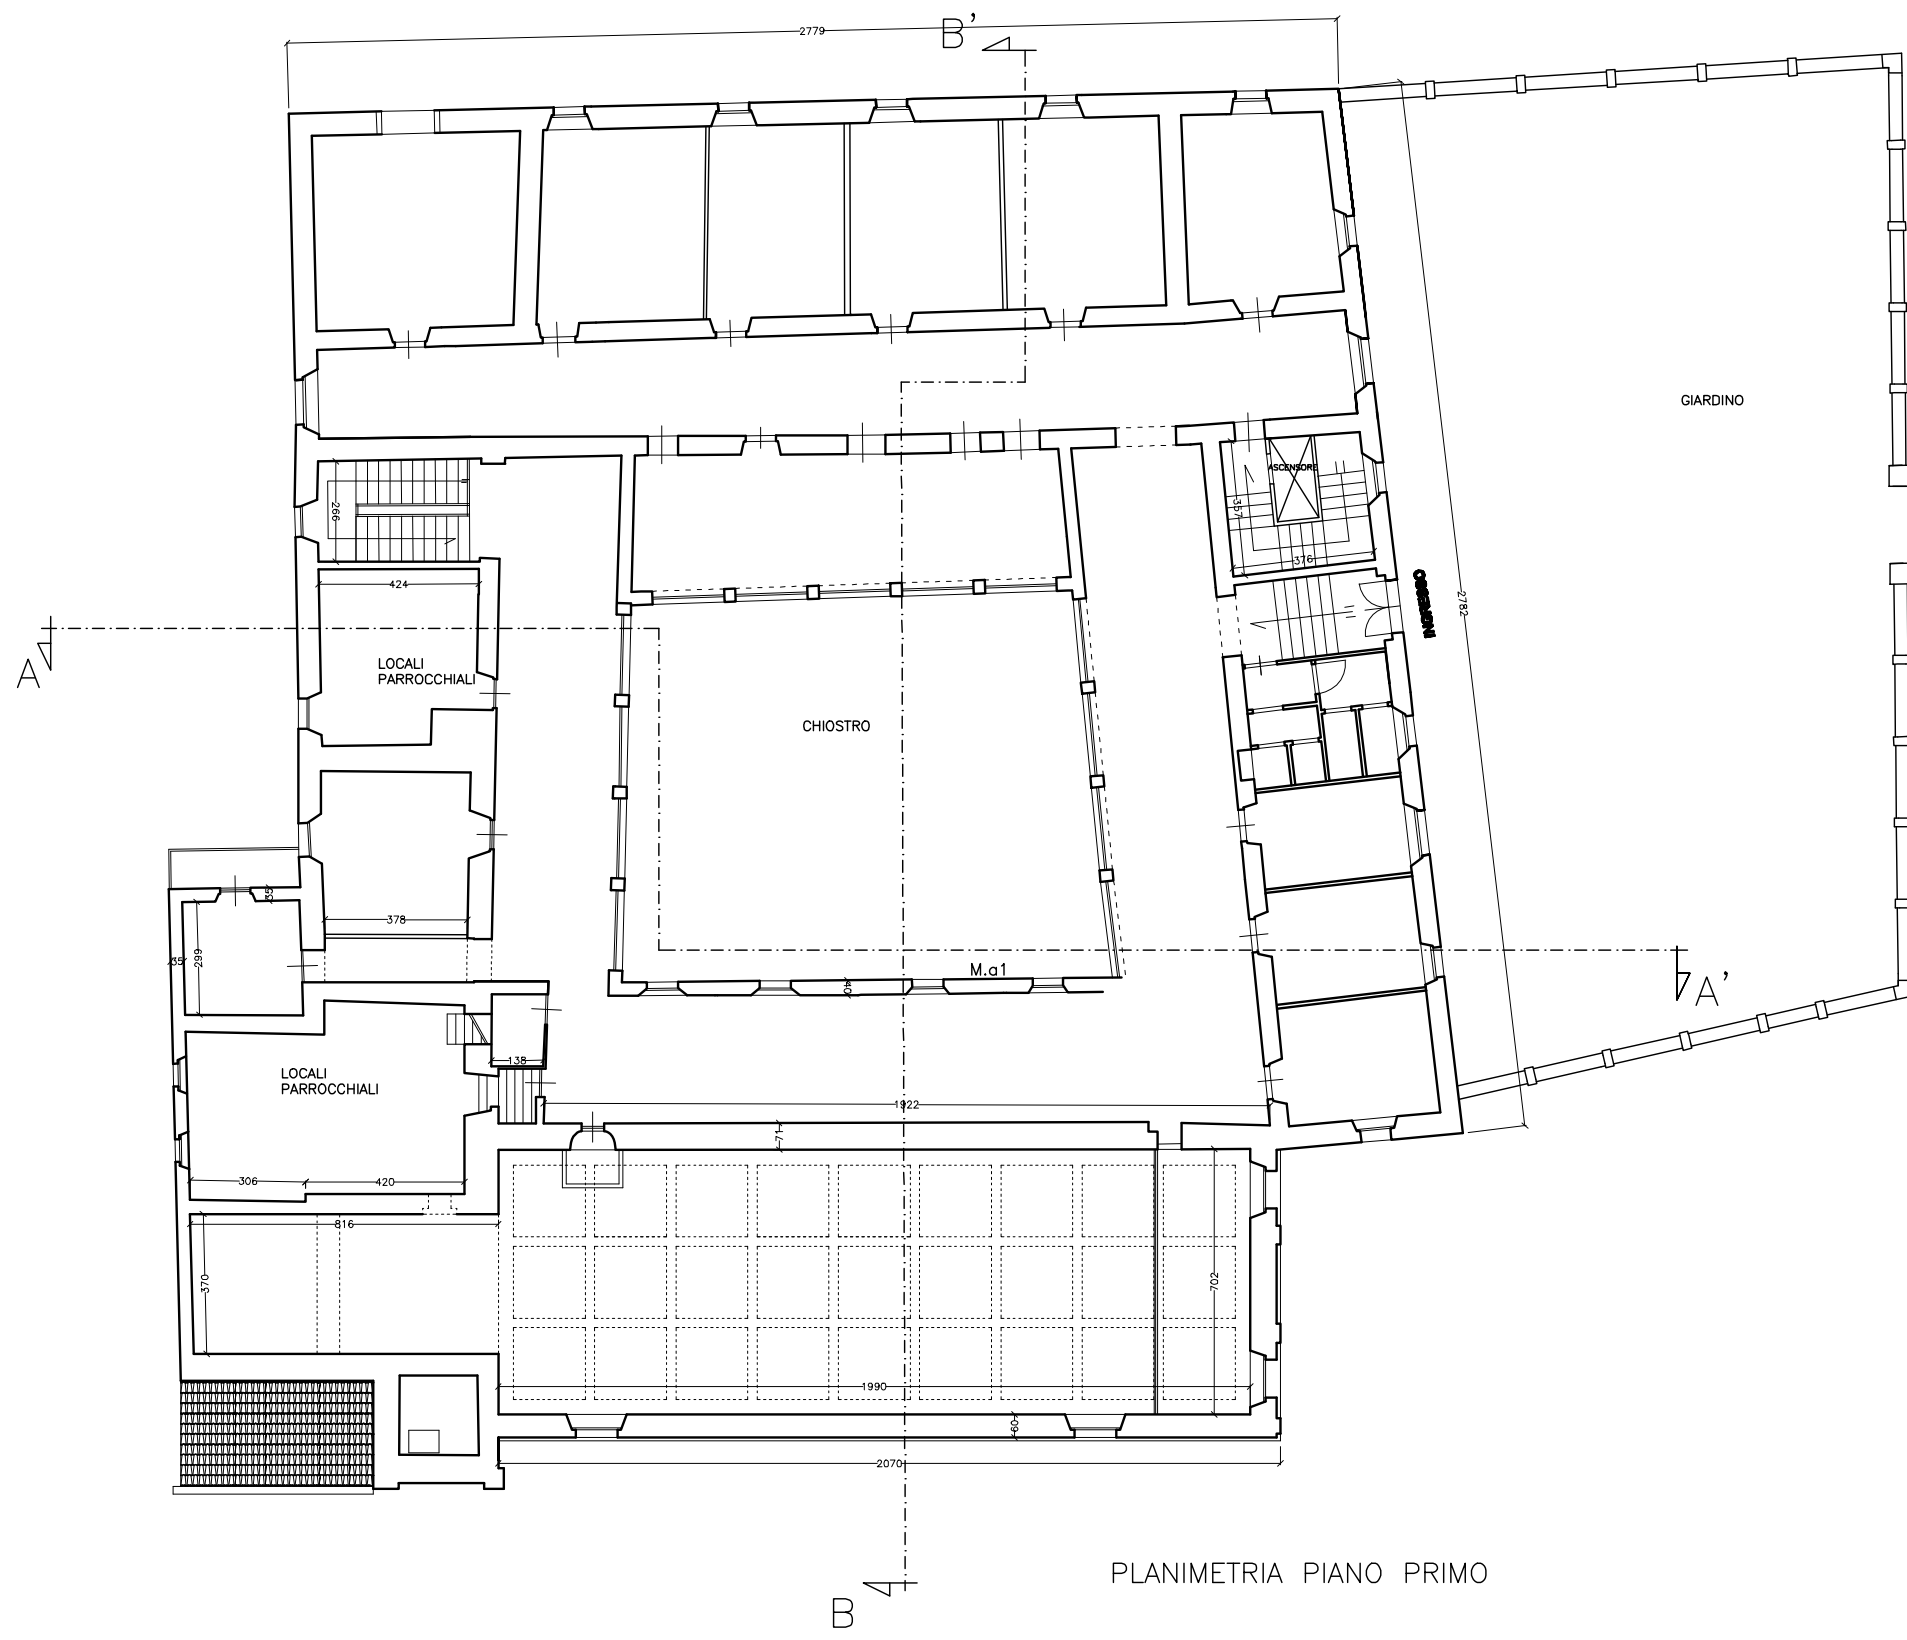 B'
2779
GIARDINO
ASCENSORE
266
357
376
424
INGRESSO
2782
A
LOCALI
PARROCCHIALI
CHIOSTRO
35
378
299
35
M.a1
40
A'
138
LOCALI
PARROCCHIALI
1922
71
306
420
816
370
702
1990
60
2070
PLANIMETRIA PIANO PRIMO
B